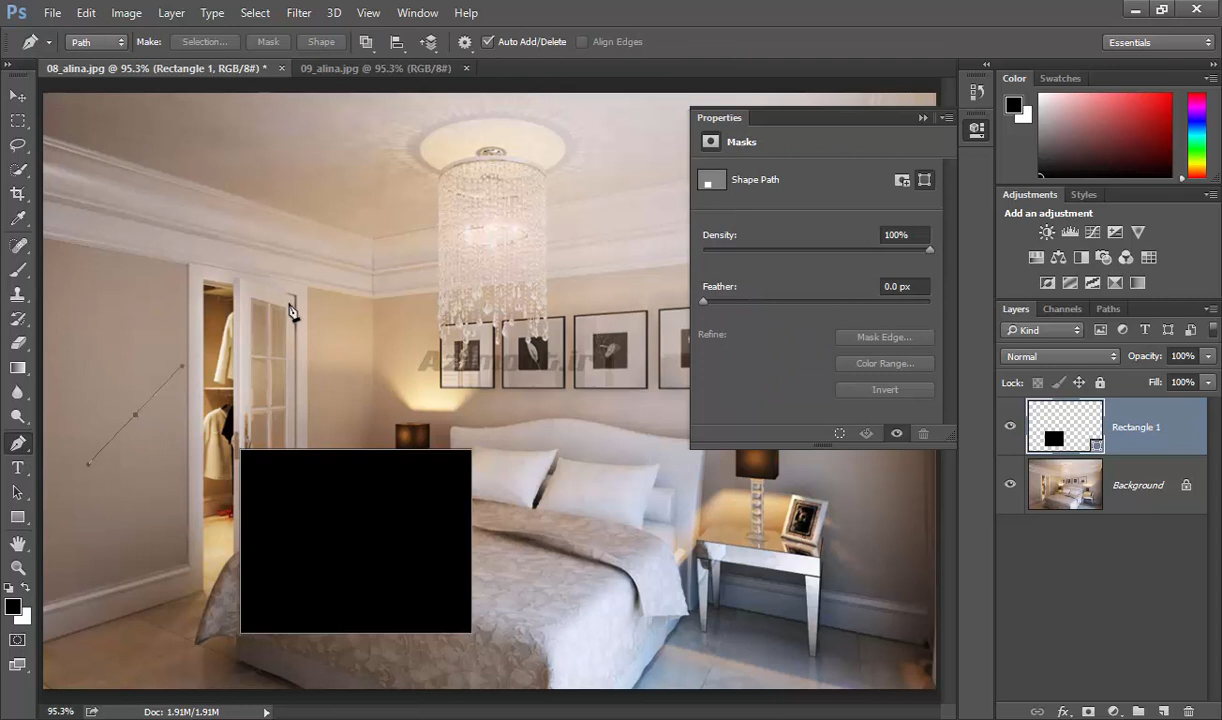 Ps File Edit Image Layer Type Select Filter 3D View Window Help
Path Make: Selection... Mask Shape Auto Add/Delete Align Edges Essentials
08_alina.jpg @ 95.3% (Rectangle 1, RGB/8#) * × 09_alina.jpg @ 95.3% (RGB/8#) ×
Color Swatches
Properties
Masks
Shape Path
Density: 100%
Feather: 0.0 px
Refine: Mask Edge...
Color Range...
Invert
Adjustments Styles
Add an adjustment
Layers Channels Paths
Kind
Normal Opacity: 100%
Lock: Fill: 100%
Rectangle 1
Background
T
95.3% Doc: 1.91M/1.91M
fx